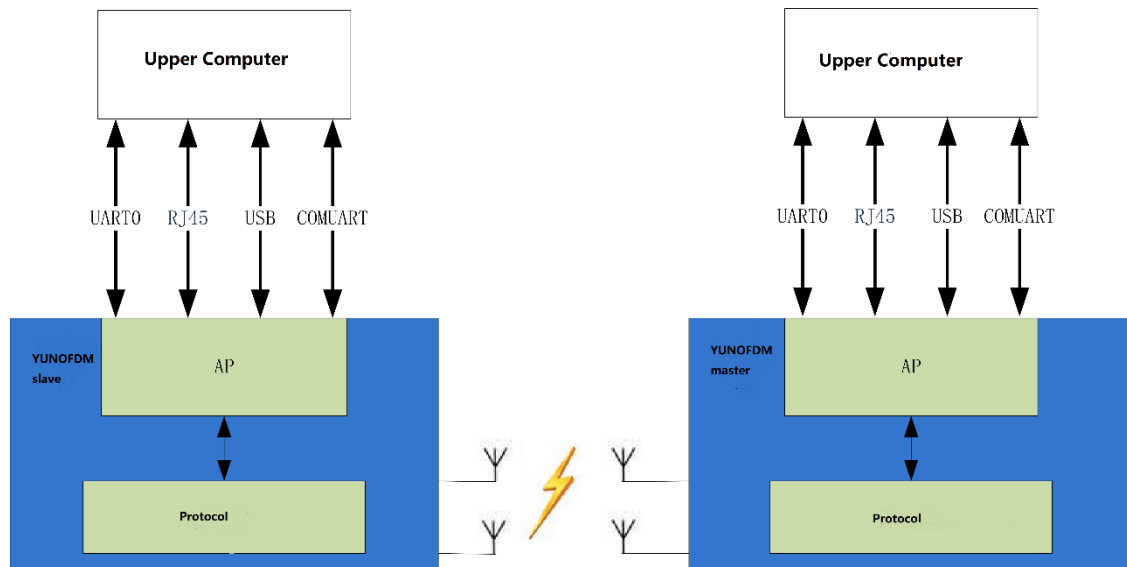 Upper Computer
Upper Computer
UART0 RJ45 USB COMUART
UART0 RJ45 USB COMUART
YUNOFDM
slave
AP
YUNOFDM
master
AP
Protocol
Protocol